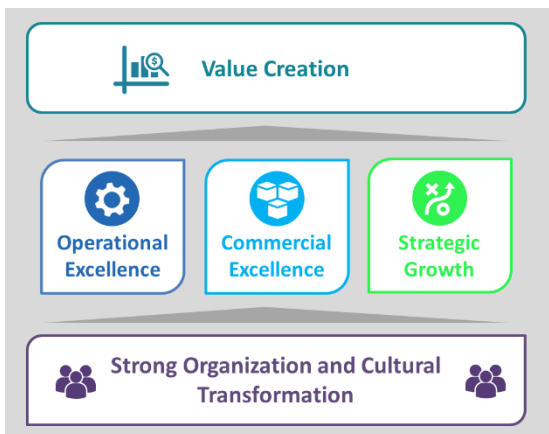 Value Creation
Operational
Excellence
Commercial
Excellence
Strategic
Growth
Strong Organization and Cultural
Transformation